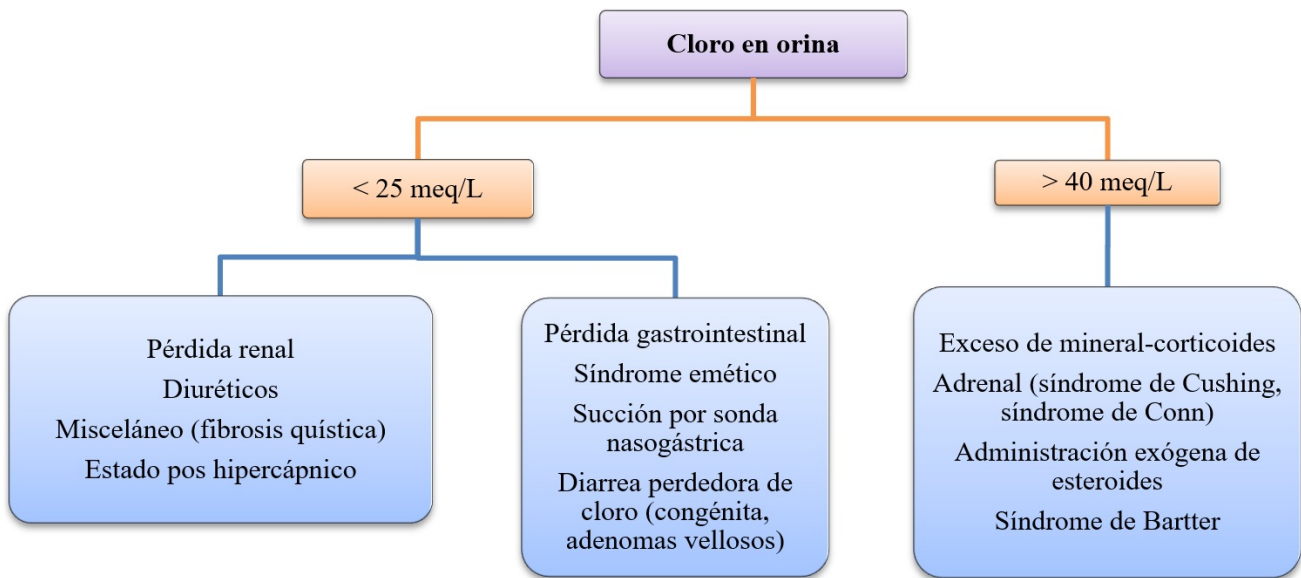 Cloro en orina
< 25 meq/L
> 40 meq/L
Pérdida renal
Diuréticos
Misceláneo (fibrosis quística)
Estado pos hipercápnico
Pérdida gastrointestinal
Síndrome emético
Succión por sonda
nasogástrica
Diarrea perdedora de
cloro (congénita,
adenomas vellosos)
Exceso de mineral-corticoides
Adrenal (síndrome de Cushing,
síndrome de Conn)
Administración exógena de
esteroides
Síndrome de Bartter